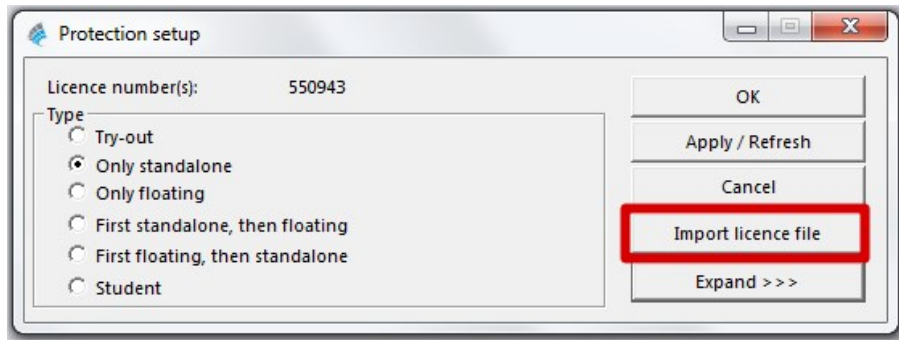 Protection setup
Licence number(s): 550943
Type
Try-out
Only standalone
Only floating
First standalone, then floating
First floating, then standalone
Student
OK
Apply / Refresh
Cancel
Import licence file
Expand >>>